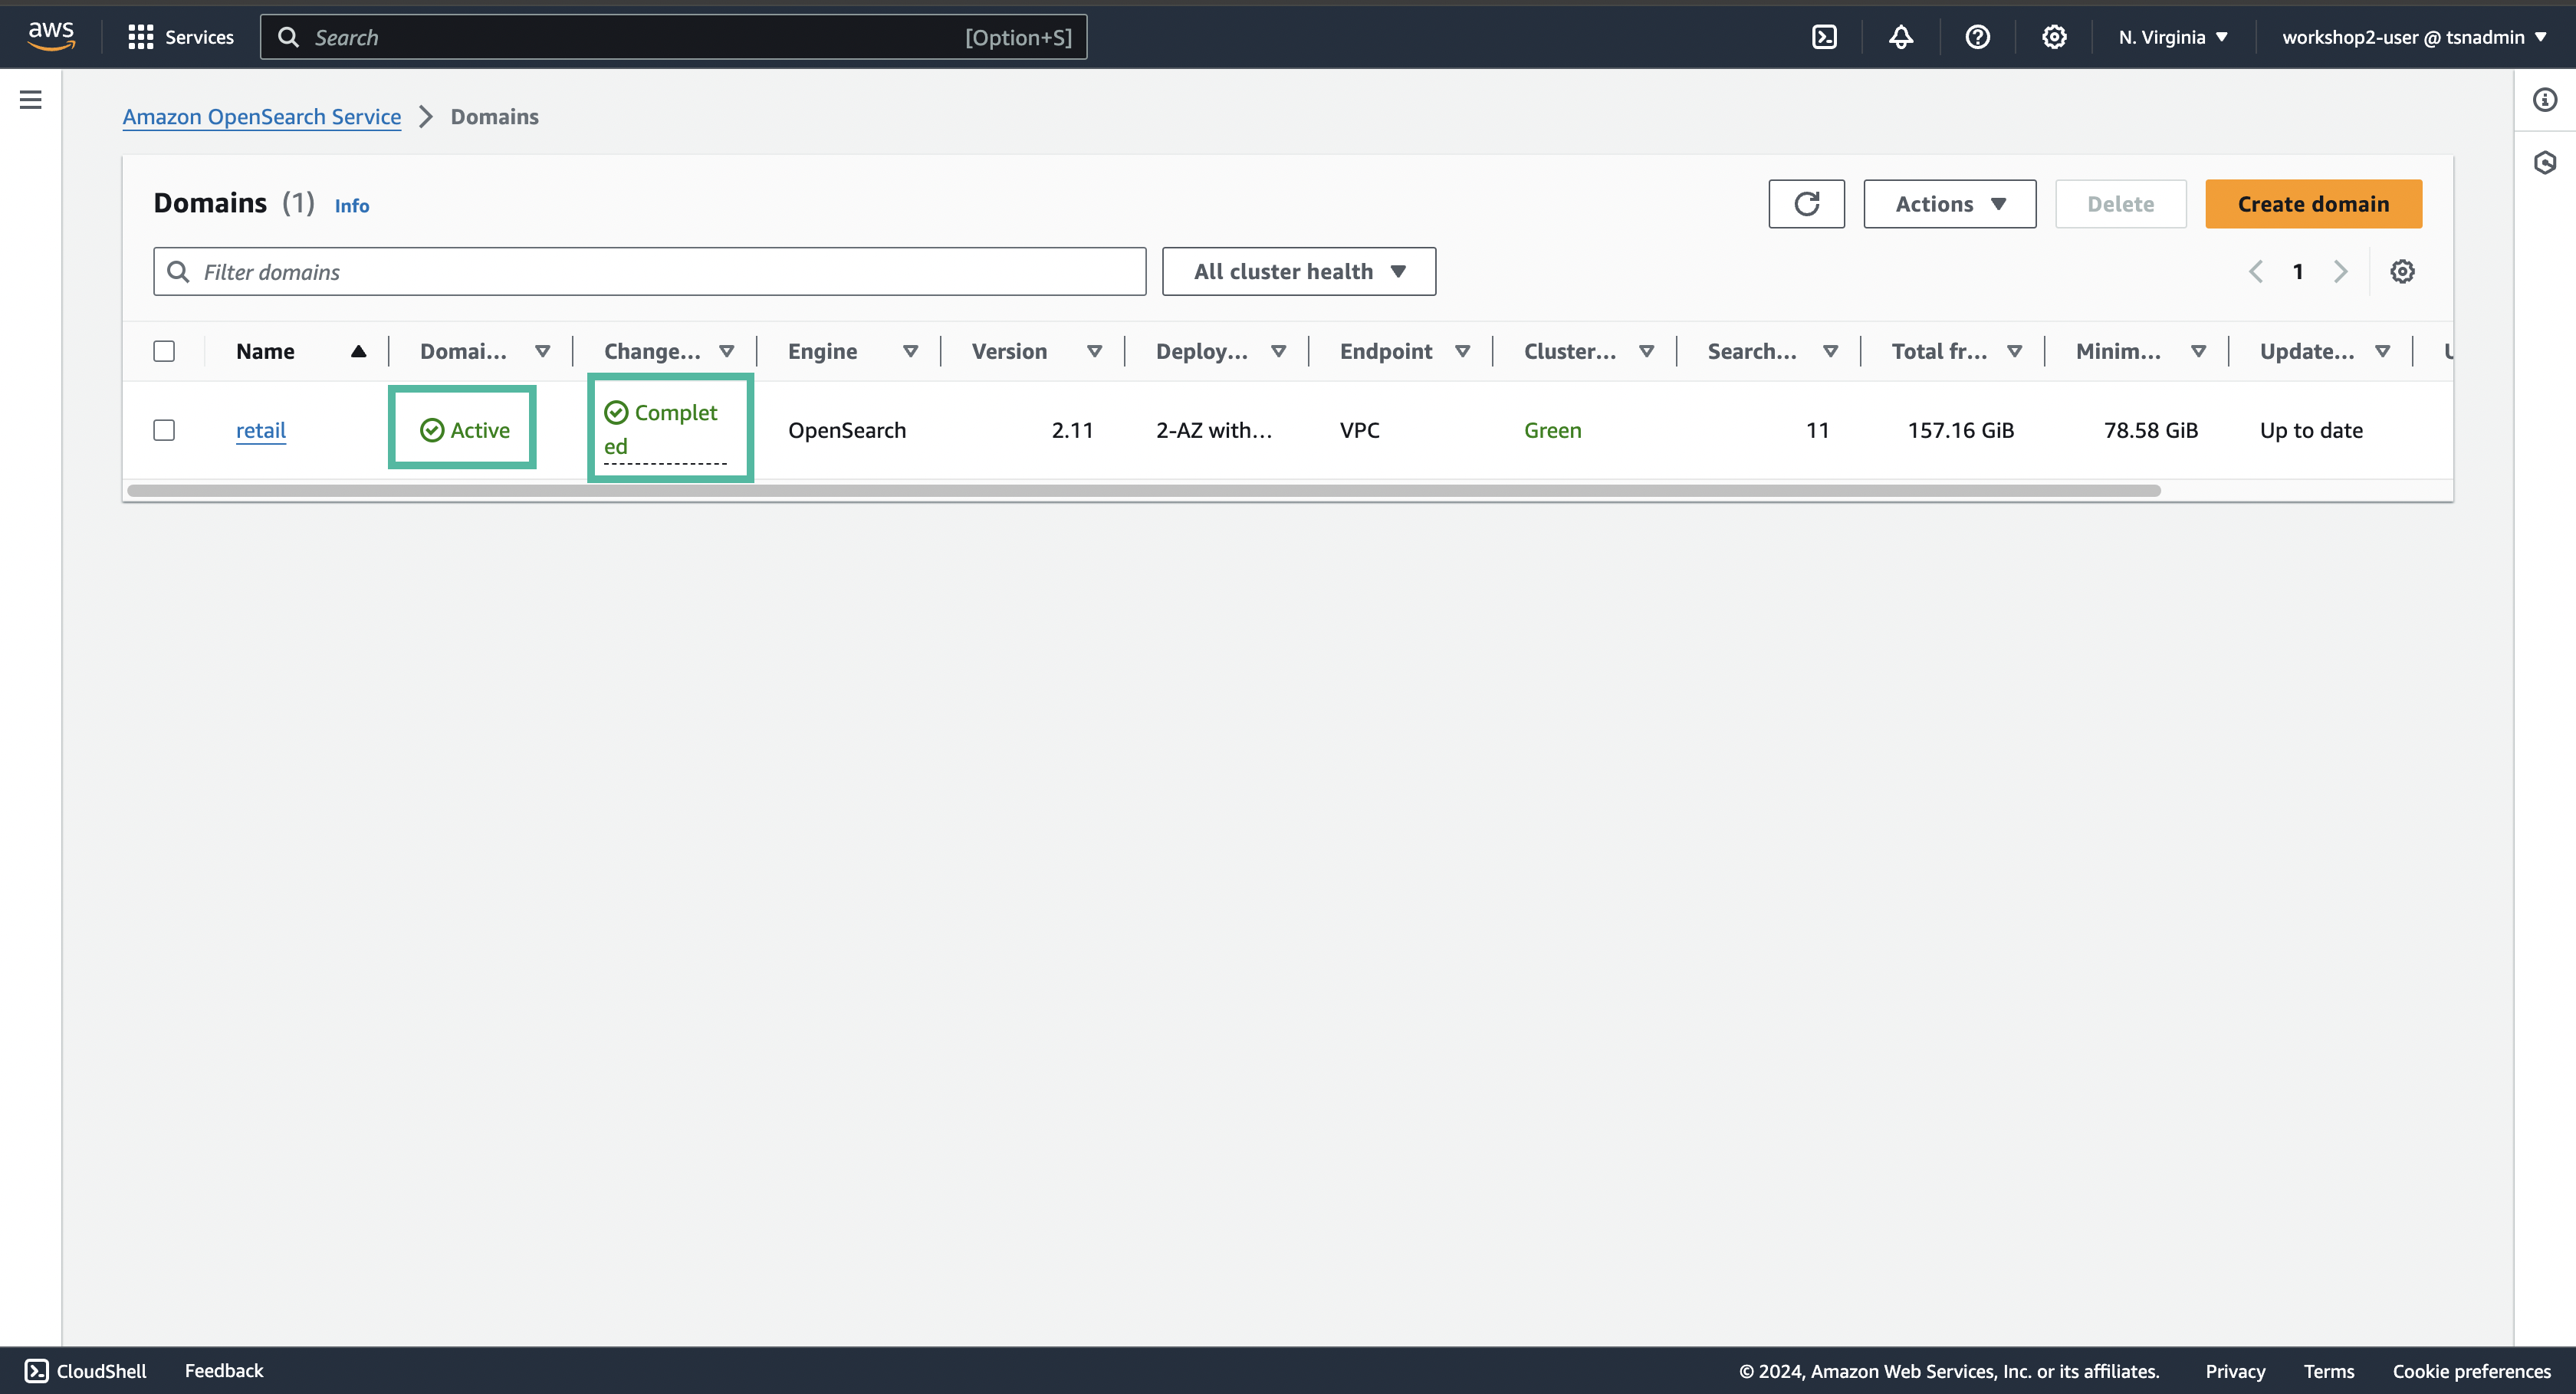 aws Services Search [Option+S] N. Virginia workshop2-user @ tsnadmin
Amazon OpenSearch Service Domains
Domains (1) Info Actions Delete Create domain
Filter domains All cluster health 1
Name Domai... Change... Engine Version Deploy... Endpoint Cluster... Search... Total fr... Minim... Update... U
retail Active Completed OpenSearch 2.11 2-AZ with... VPC Green 11 157.16 GiB 78.58 GiB Up to date
CloudShell Feedback © 2024, Amazon Web Services, Inc. or its affiliates. Privacy Terms Cookie preferences